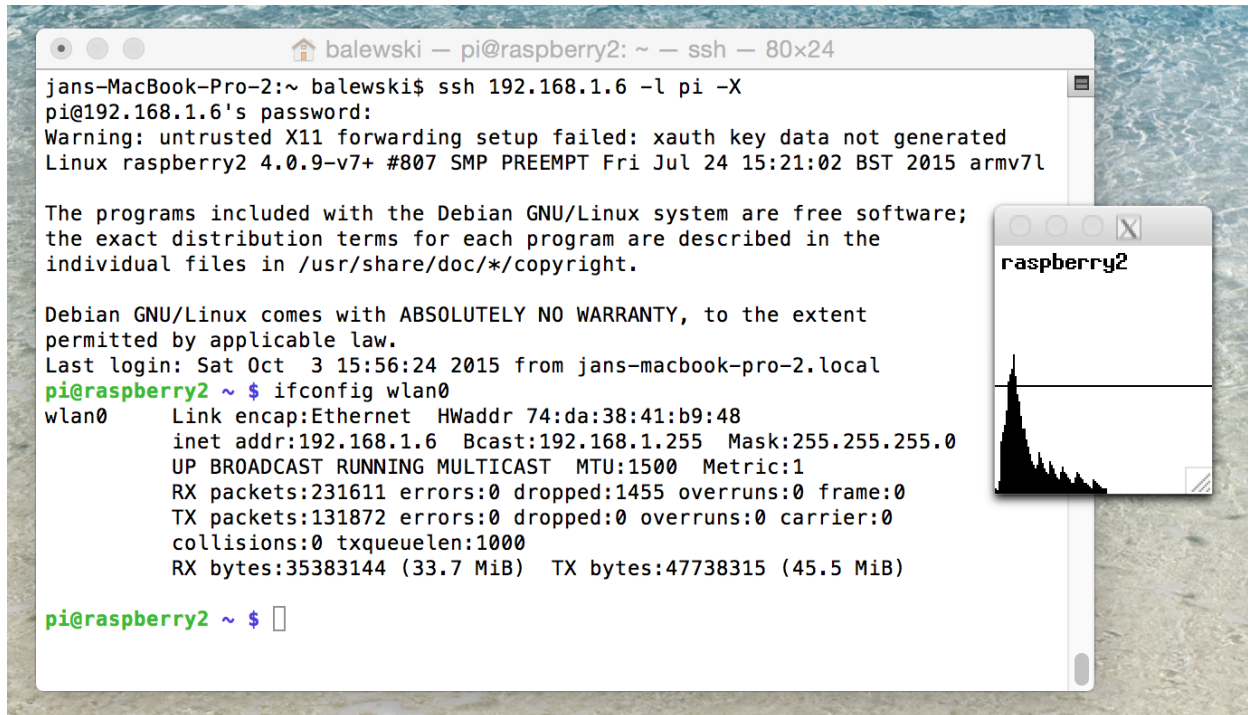 balewski — pi@raspberry2: ~ — ssh — 80×24
jans-MacBook-Pro-2:~ balewski$ ssh 192.168.1.6 -l pi -X
pi@192.168.1.6's password:
Warning: untrusted X11 forwarding setup failed: xauth key data not generated
Linux raspberry2 4.0.9-v7+ #807 SMP PREEMPT Fri Jul 24 15:21:02 BST 2015 armv7l
The programs included with the Debian GNU/Linux system are free software;
the exact distribution terms for each program are described in the
individual files in /usr/share/doc/*/copyright.
Debian GNU/Linux comes with ABSOLUTELY NO WARRANTY, to the extent
permitted by applicable law.
Last login: Sat Oct  3 15:56:24 2015 from jans-macbook-pro-2.local
pi@raspberry2 ~ $ ifconfig wlan0
wlan0     Link encap:Ethernet  HWaddr 74:da:38:41:b9:48
          inet addr:192.168.1.6  Bcast:192.168.1.255  Mask:255.255.255.0
          UP BROADCAST RUNNING MULTICAST  MTU:1500  Metric:1
          RX packets:231611 errors:0 dropped:1455 overruns:0 frame:0
          TX packets:131872 errors:0 dropped:0 overruns:0 carrier:0
          collisions:0 txqueuelen:1000
          RX bytes:35383144 (33.7 MiB)  TX bytes:47738315 (45.5 MiB)
pi@raspberry2 ~ $
X
raspberry2